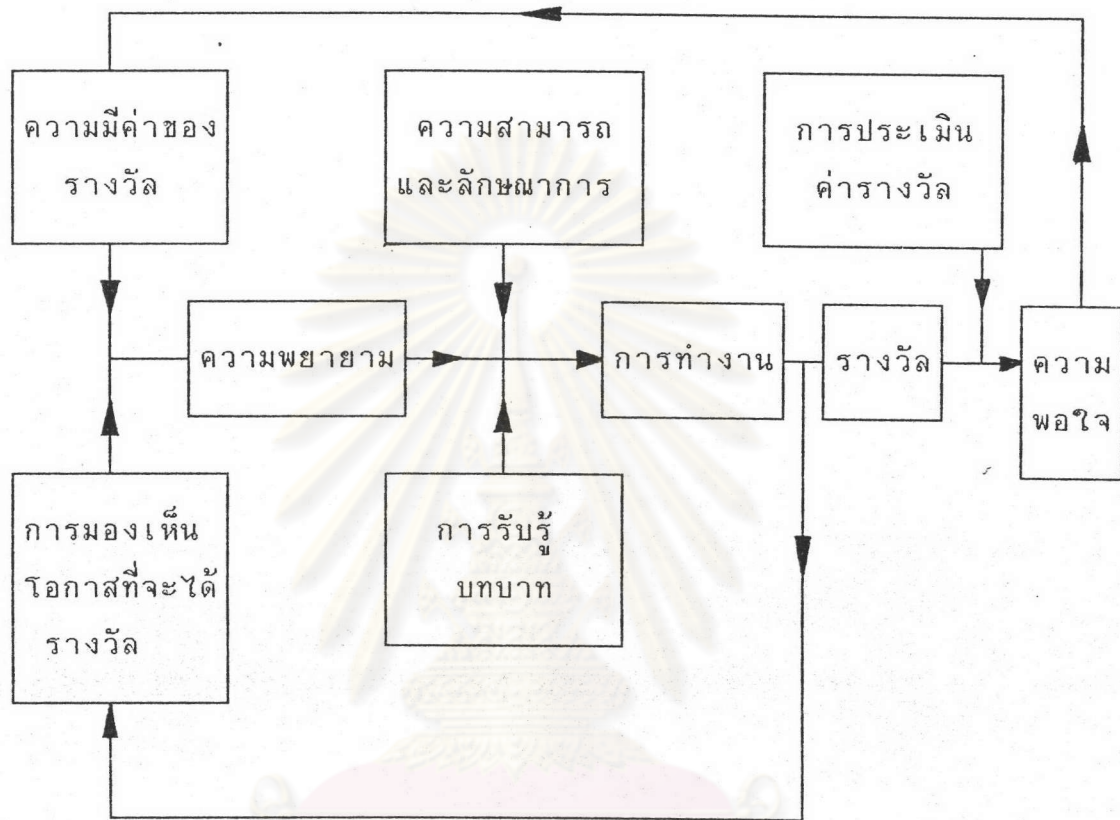 ความมีค่าของ
รางวัล
ความสามารถ
และลักษณาการ
การประเมิน
ค่ารางวัล
ความพยายาม
การทำงาน
รางวัล
ความ
พอใจ
การมองเห็น
โอกาสที่จะได้
รางวัล
การรับรู้
บทบาท